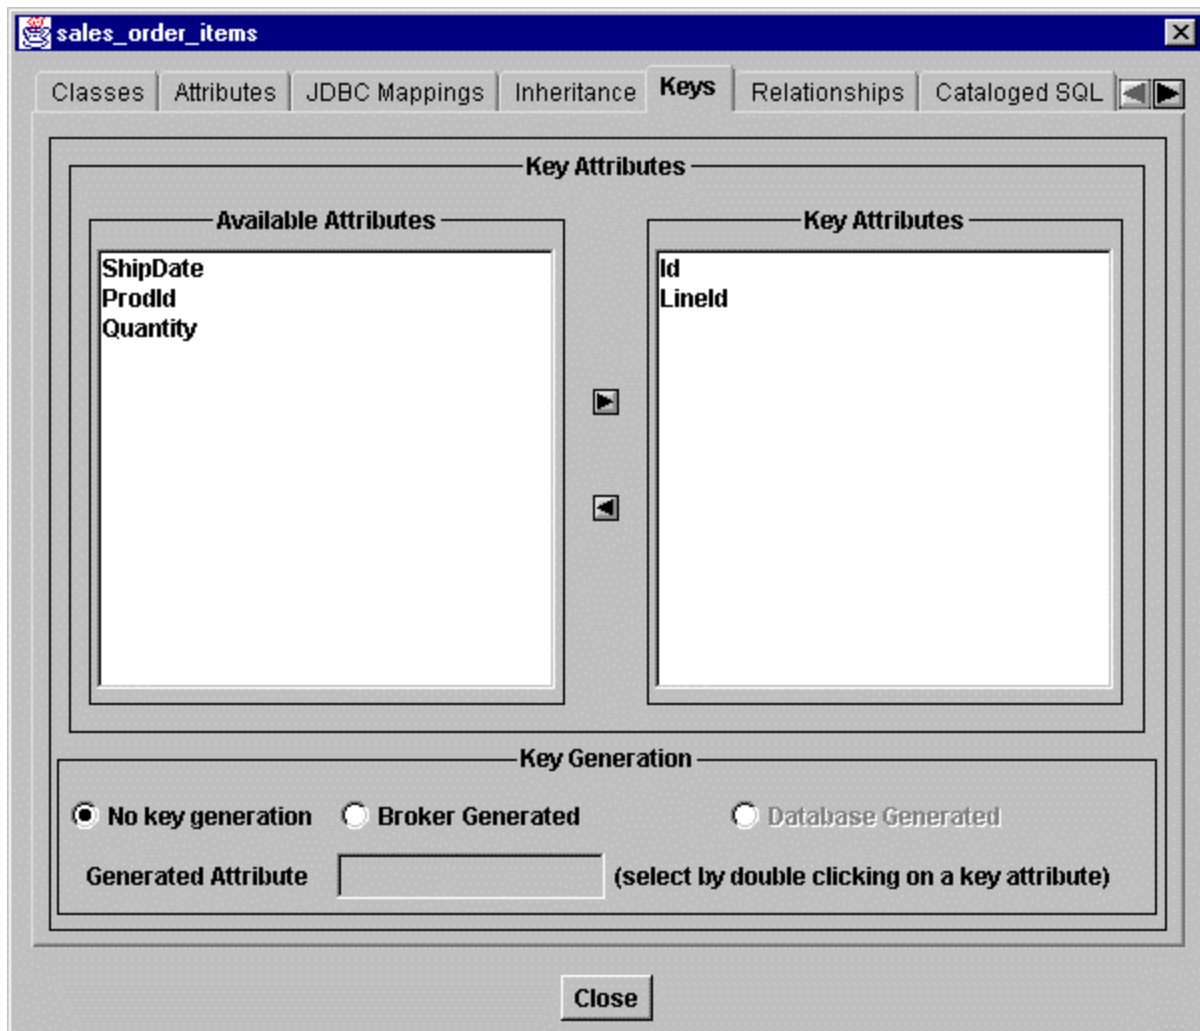 sales_order_items
Classes Attributes JDBC Mappings Inheritance Keys Relationships Cataloged SQL
Key Attributes
Available Attributes
ShipDate
ProdId
Quantity
Key Attributes
Id
LineId
Key Generation
No key generation Broker Generated Database Generated
Generated Attribute (select by double clicking on a key attribute)
Close